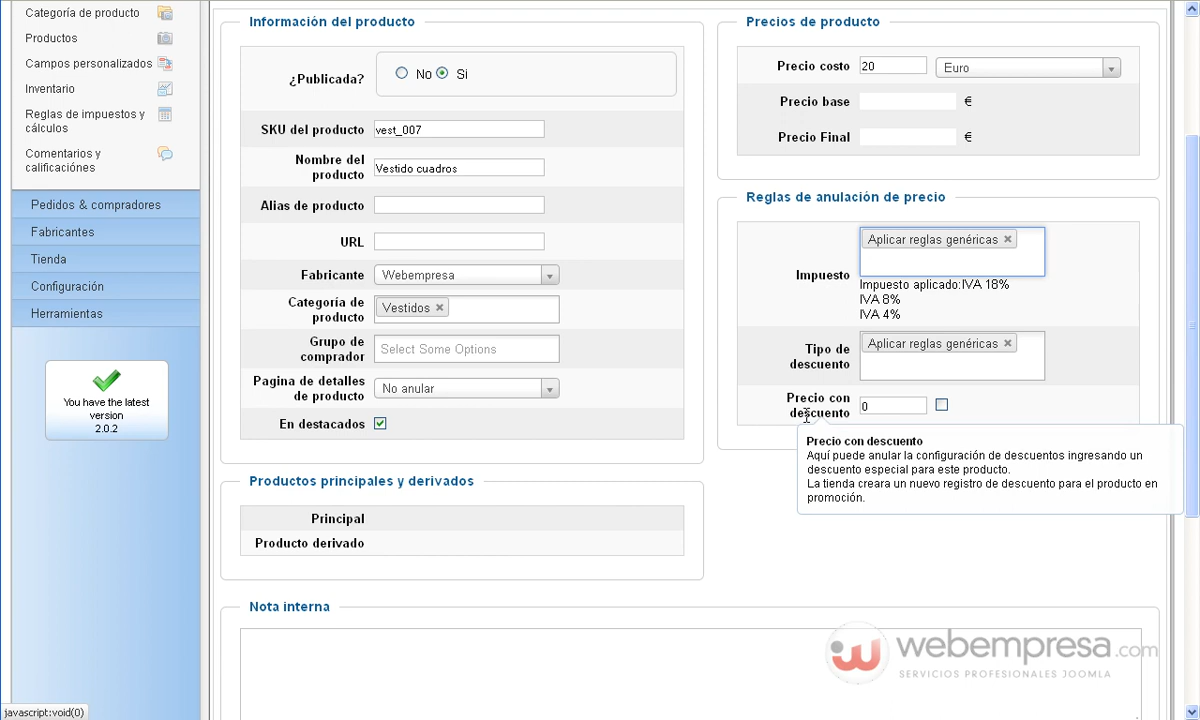 Categoría de producto
Productos
Campos personalizados
Inventario
Reglas de impuestos y
cálculos
Comentarios y
calificaciónes
Pedidos & compradores
Fabricantes
Tienda
Configuración
Herramientas
You have the latest
version
2.0.2
javascript:void(0)
Información del producto
¿Publicada?
No
Si
SKU del producto
vest_007
Nombre del
producto
Vestido cuadros
Alias de producto
URL
Fabricante
Webempresa
Categoría de
producto
Vestidos
Grupo de
comprador
Select Some Options
Pagina de detalles
de producto
No anular
En destacados
Productos principales y derivados
Principal
Producto derivado
Nota interna
Precios de producto
Precio costo
20
Euro
Precio base
€
Precio Final
€
Reglas de anulación de precio
Impuesto
Aplicar reglas genéricas
Impuesto aplicado:IVA 18%
IVA 8%
IVA 4%
Tipo de
descuento
Aplicar reglas genéricas
Precio con
descuento
0
Precio con descuento
Aquí puede anular la configuración de descuentos ingresando un
descuento especial para este producto.
La tienda creara un nuevo registro de descuento para el producto en
promoción.
webempresa.com
SERVICIOS PROFESIONALES JOOMLA